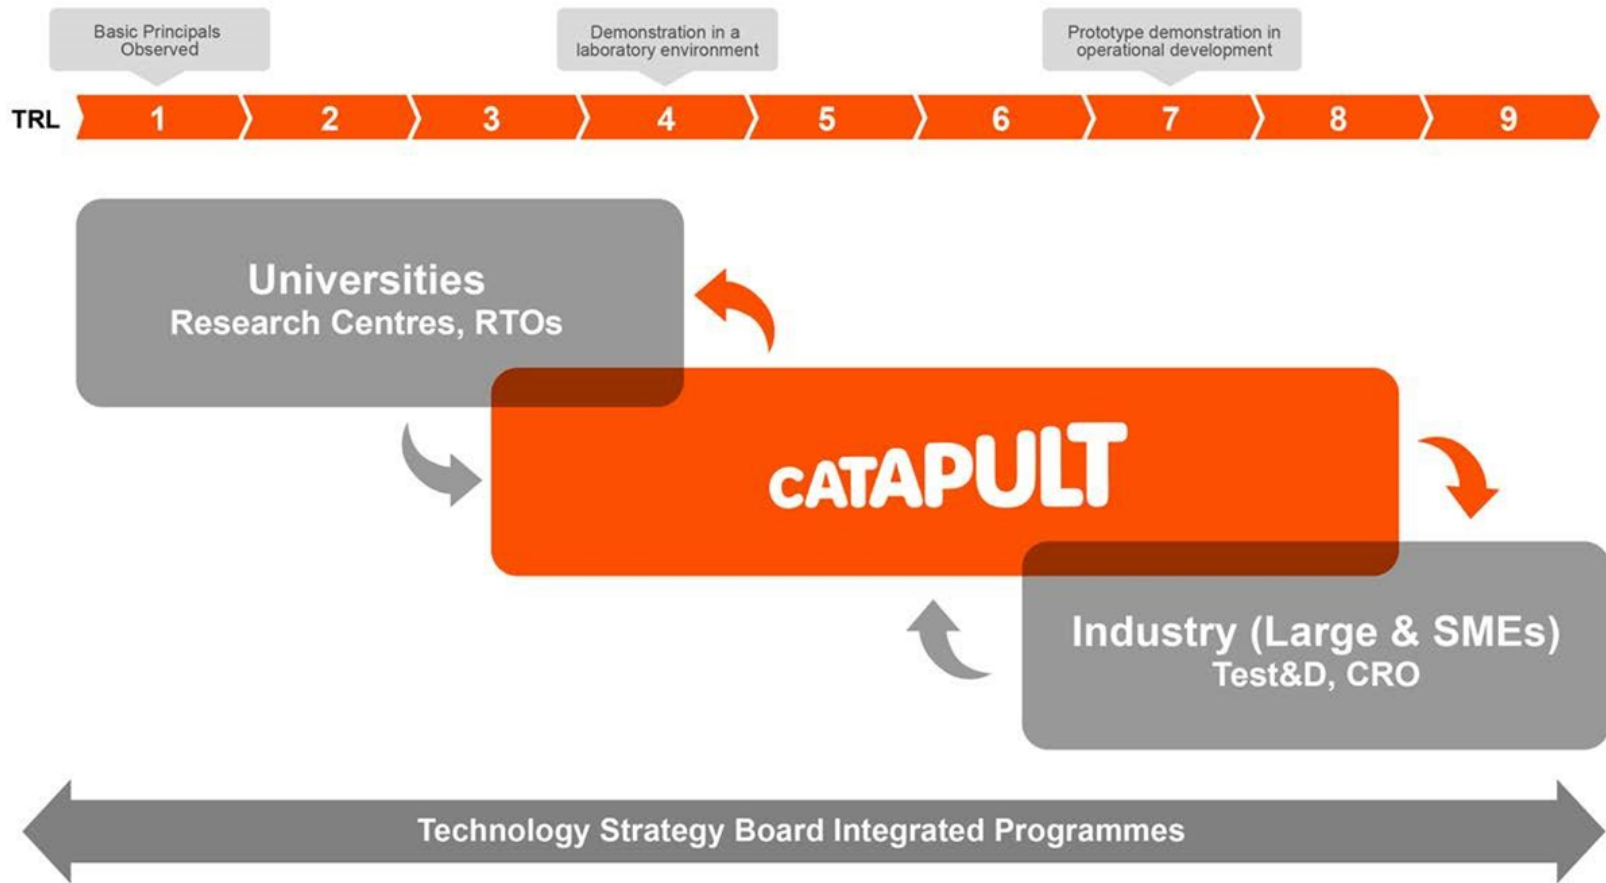 Basic Principals
Observed
Demonstration in a
laboratory environment
Prototype demonstration in
operational development
TRL 1 2 3 4 5 6 7 8 9
Universities
Research Centres, RTOs
CATAPULT
Industry (Large & SMEs)
Test&D, CRO
Technology Strategy Board Integrated Programmes